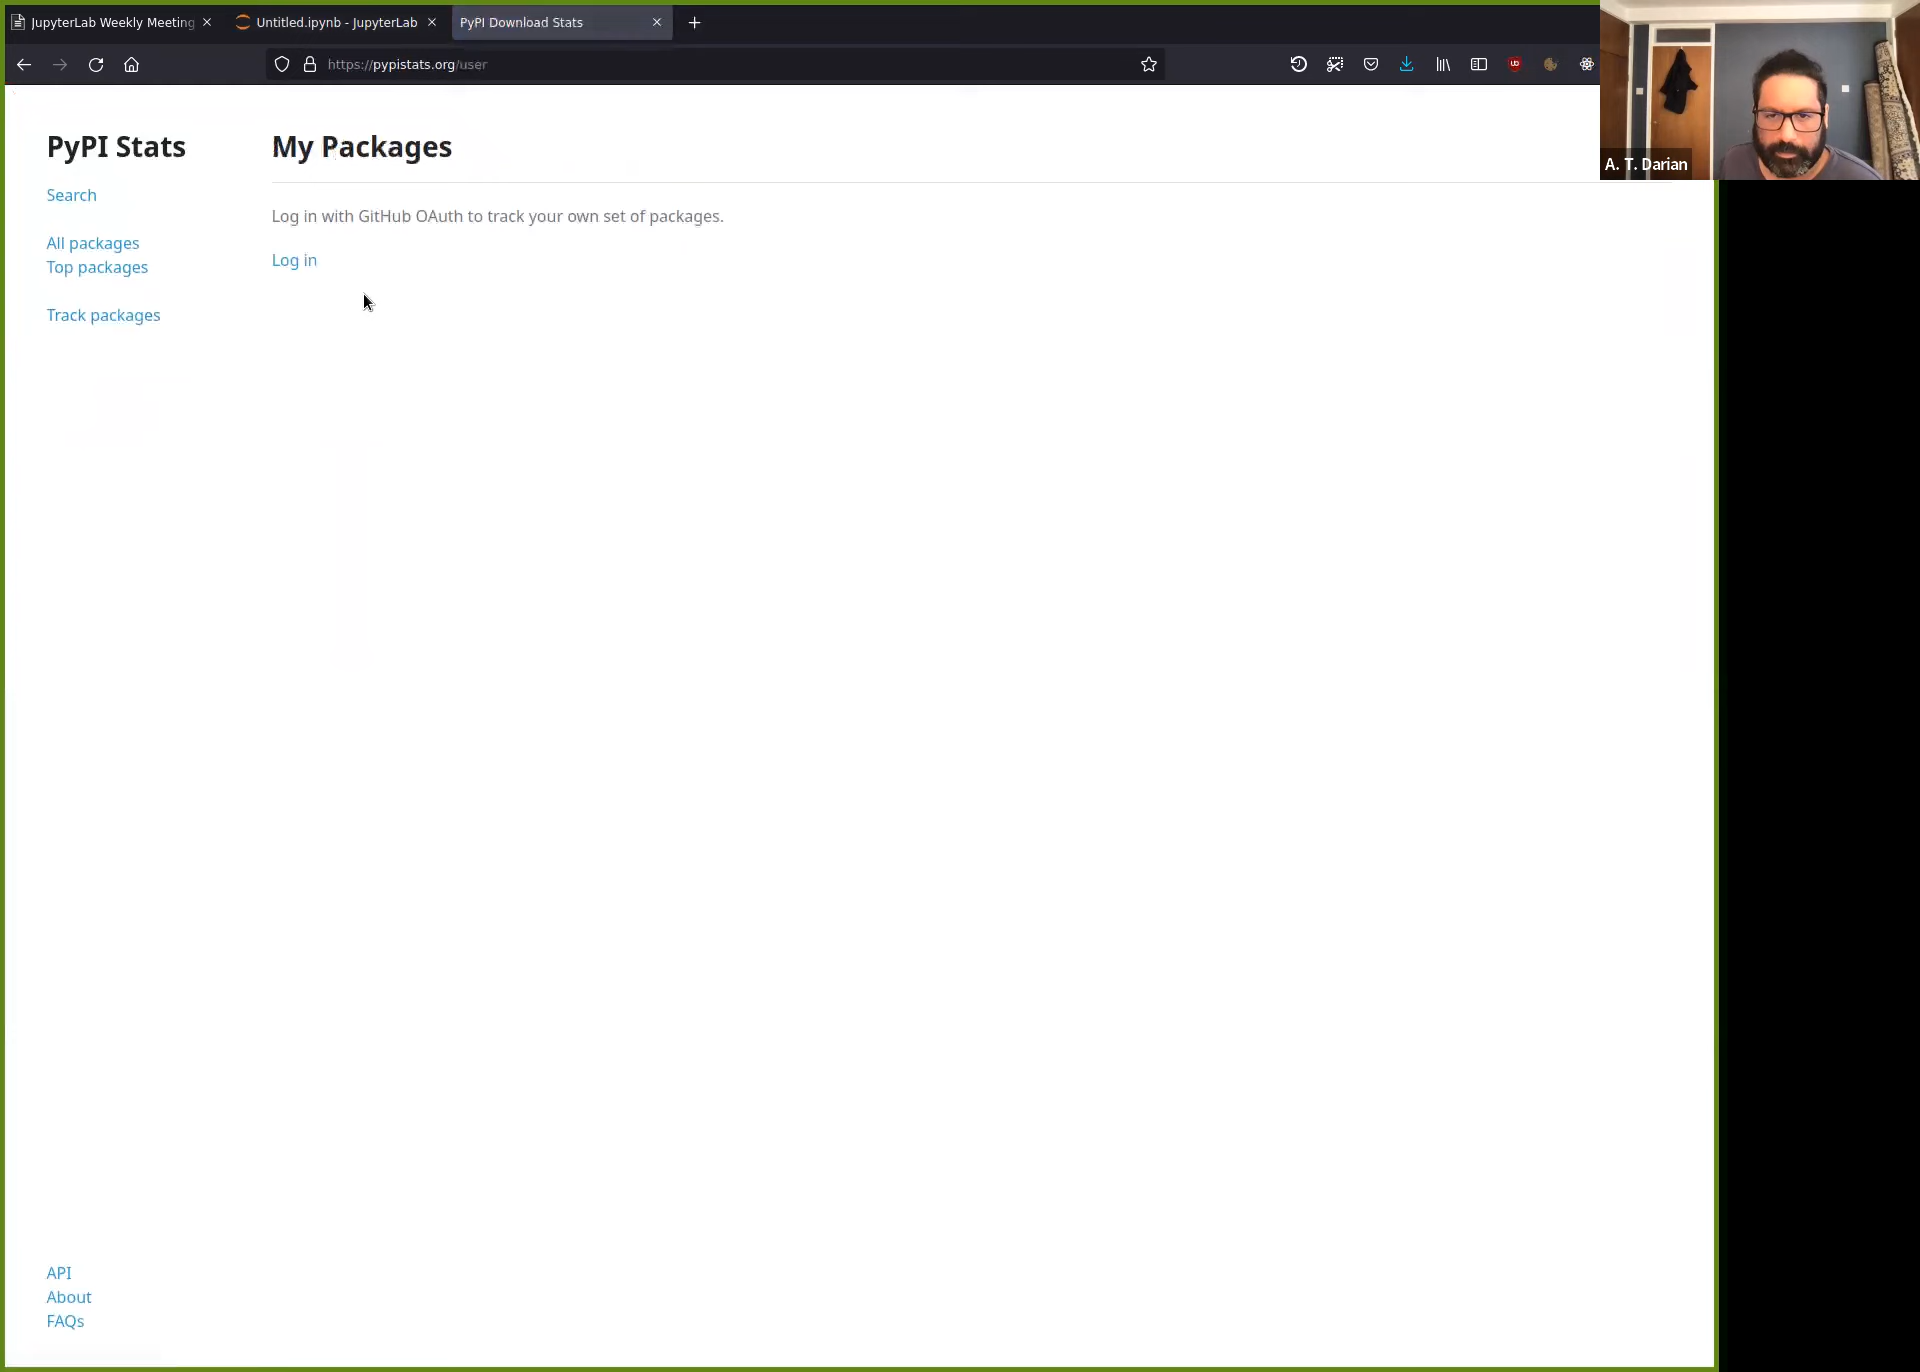 JupyterLab Weekly Meeting
Untitled.ipynb - JupyterLab
PyPI Download Stats
https://pypistats.org/user
A. T. Darian
PyPI Stats
Search
All packages
Top packages
Track packages
My Packages
Log in with GitHub OAuth to track your own set of packages.
Log in
API
About
FAQs